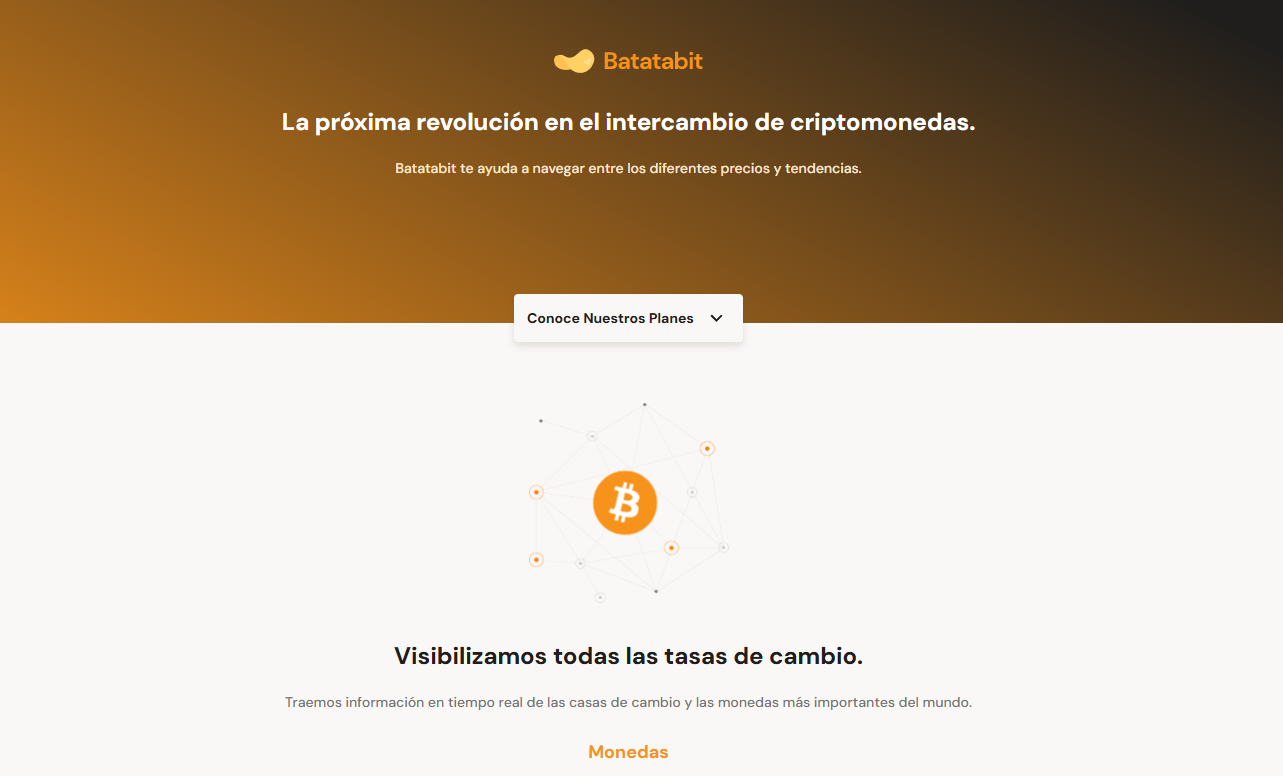 Batatabit
La próxima revolución en el intercambio de criptomonedas.
Batatabit te ayuda a navegar entre los diferentes precios y tendencias.
Conoce Nuestros Planes
Visibilizamos todas las tasas de cambio.
Traemos información en tiempo real de las casas de cambio y las monedas más importantes del mundo.
Monedas